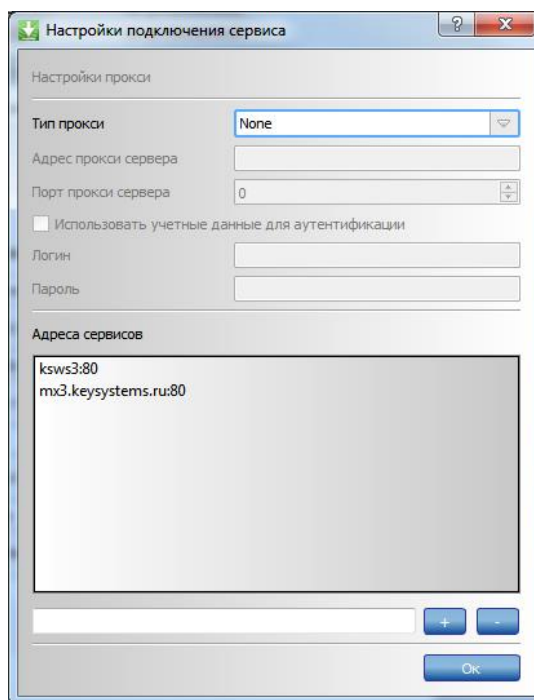 Настройки подключения сервиса
Настройки прокси
Тип прокси None
Адрес прокси сервера
Порт прокси сервера 0
Использовать учетные данные для аутентификации
Логин
Пароль
Адреса сервисов
ksws3:80
mx3.keysystems.ru:80
+ -
Ок